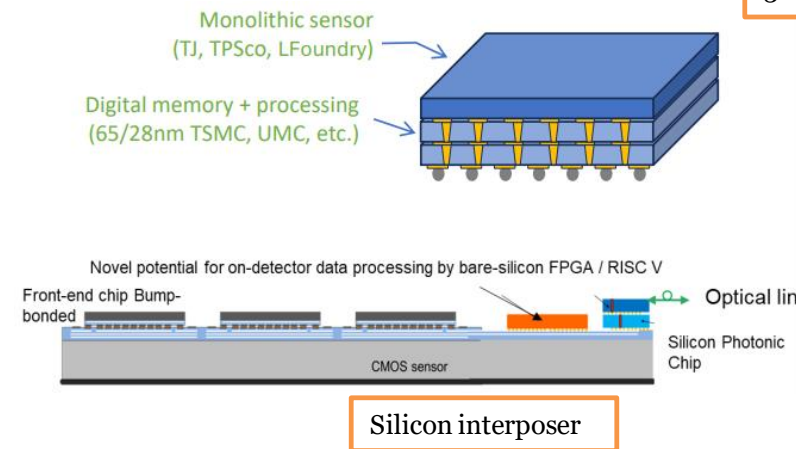 Monolithic sensor
(TJ, TPSco, LFoundry)
Digital memory + processing
(65/28nm TSMC, UMC, etc.)
Novel potential for on-detector data processing by bare-silicon FPGA / RISC V
Front-end chip Bump-
bonded
Optical lin
Silicon Photonic
Chip
CMOS sensor
Silicon interposer